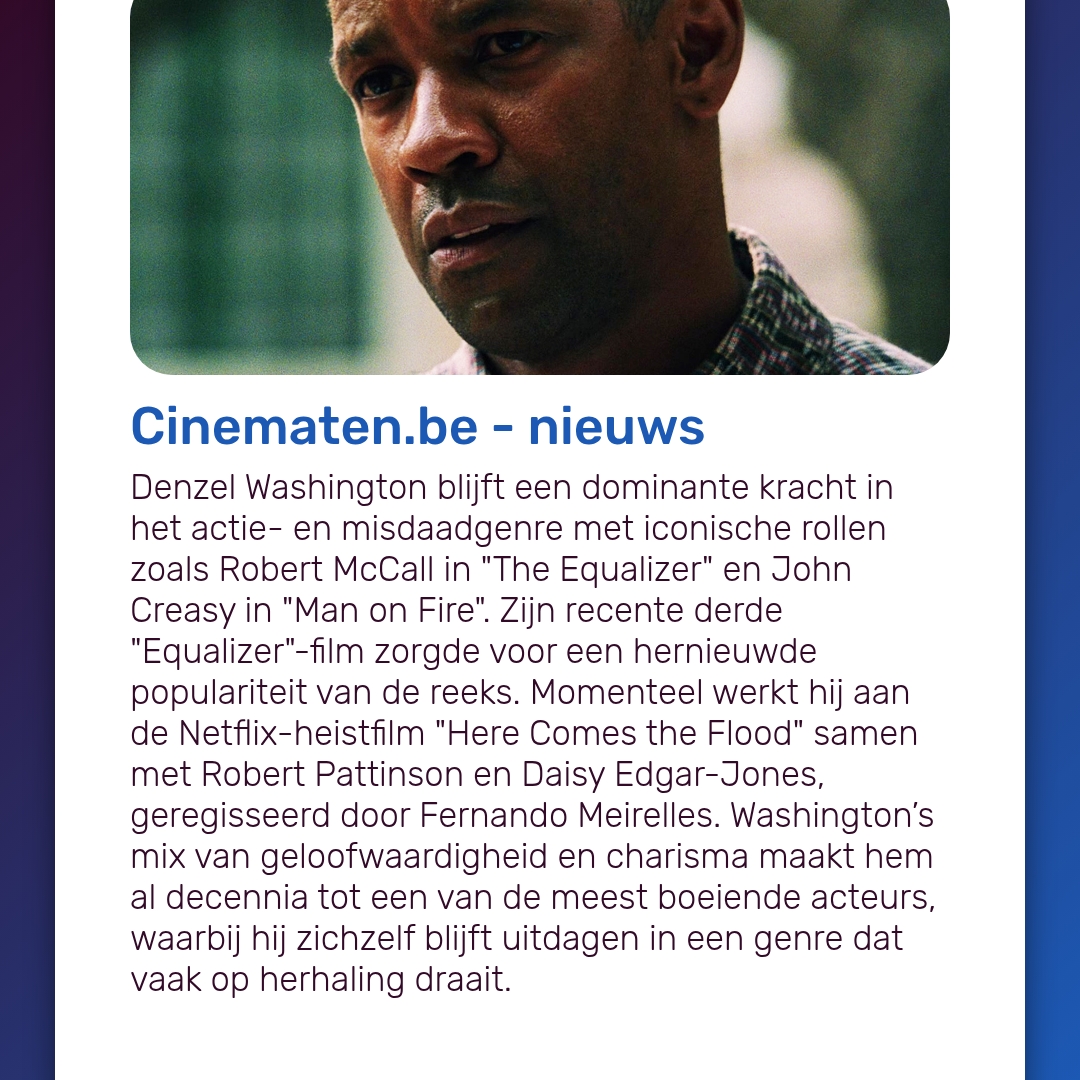 Cinematen.be - nieuws
Denzel Washington blijft een dominante kracht in
het actie- en misdaadgenre met iconische rollen
zoals Robert McCall in "The Equalizer" en John
Creasy in "Man on Fire". Zijn recente derde
"Equalizer"-film zorgde voor een hernieuwde
populariteit van de reeks. Momenteel werkt hij aan
de Netflix-heistfilm "Here Comes the Flood" samen
met Robert Pattinson en Daisy Edgar-Jones,
geregisseerd door Fernando Meirelles. Washington’s
mix van geloofwaardigheid en charisma maakt hem
al decennia tot een van de meest boeiende acteurs,
waarbij hij zichzelf blijft uitdagen in een genre dat
vaak op herhaling draait.